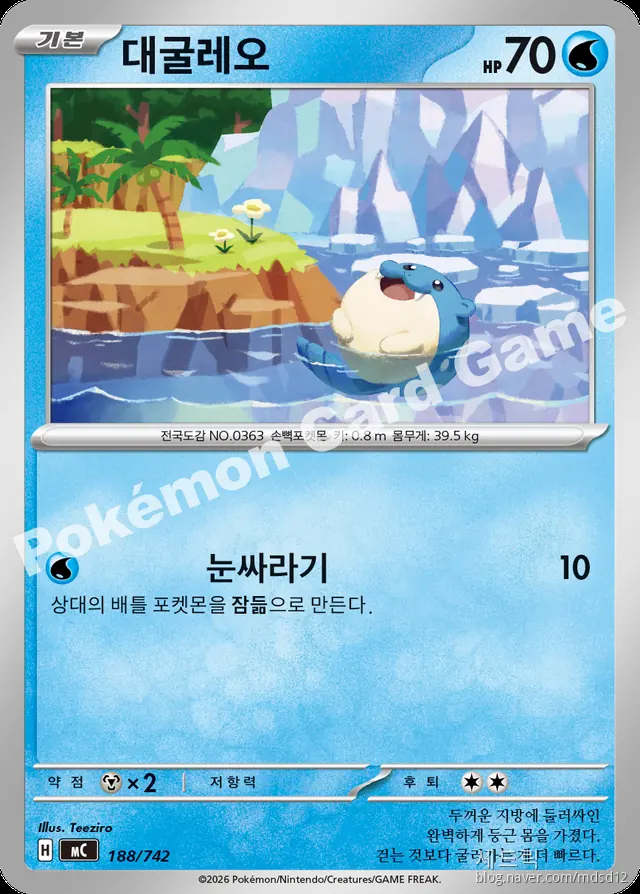 기본 대굴레오 HP 70
전국도감 NO.0363 손뼉포켓몬 키: 0.8 m 몸무게: 39.5 kg
Pokémon Card Game
눈싸라기 10
상대의 배틀 포켓몬을 잠듦으로 만든다.
약점 ×2 저항력 후퇴
Illus. Teeziro
두꺼운 지방에 둘러싸인
완벽하게 둥근 몸을 가졌다.
걷는 것보다 굴러가는 게 더 빠르다.
H MC 188/742
blog.naver.com/mdsd12
©2026 Pokémon/Nintendo/Creatures/GAME FREAK.